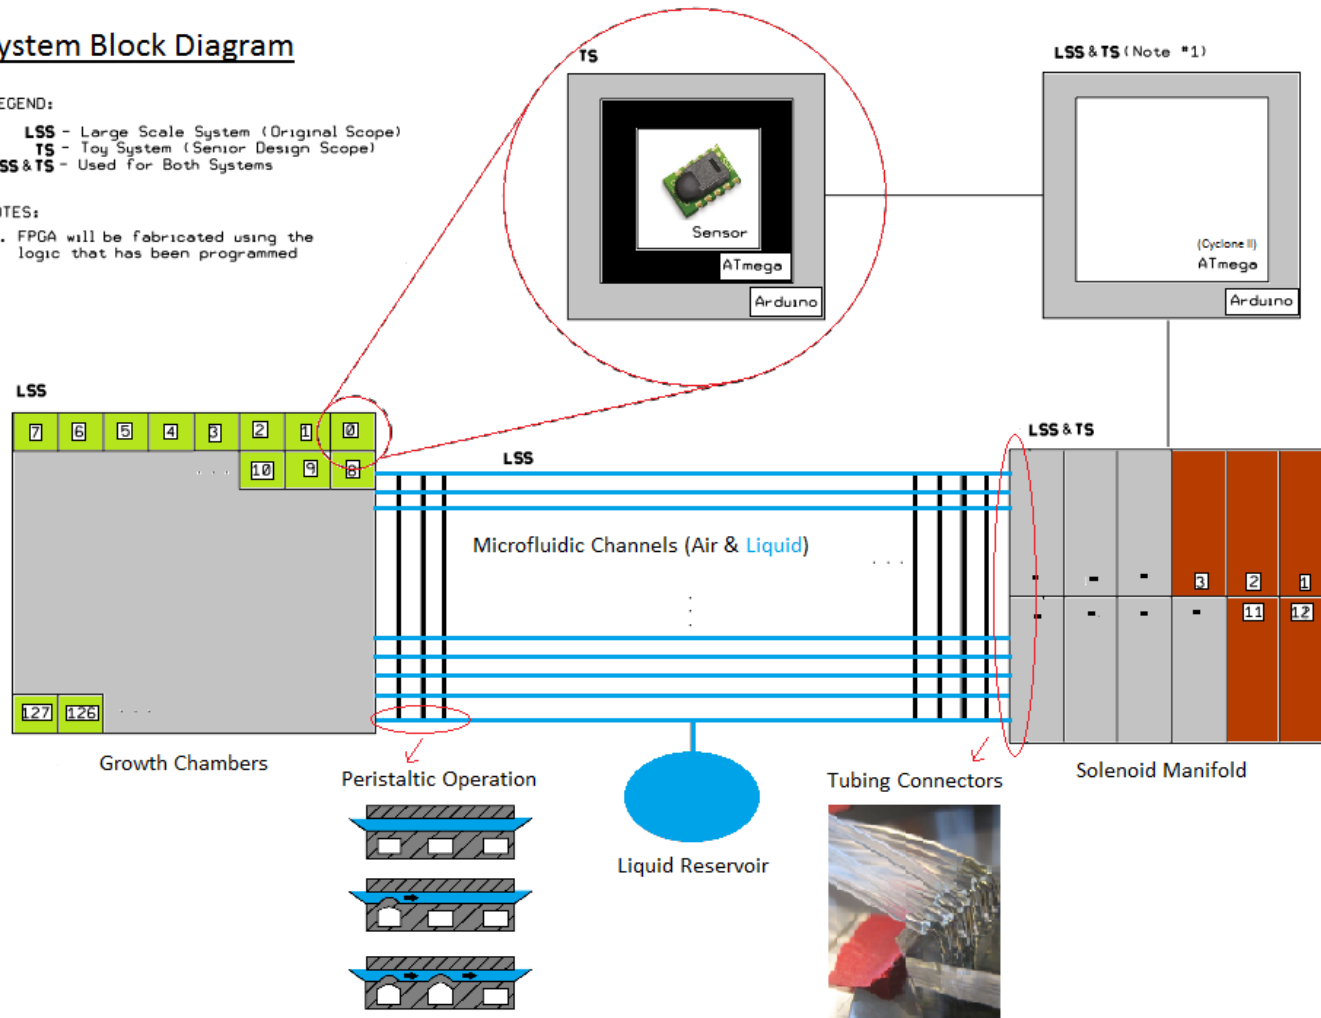 ystem Block Diagram
EGEND:
LSS - Large Scale System (Original Scope)
TS - Toy System (Senior Design Scope)
SS & TS - Used for Both Systems
OTES:
. FPGA will be fabricated using the
logic that has been programmed
TS
Sensor
ATmega
Arduino
LSS & TS (Note #1)
(Cyclone II)
ATmega
Arduino
LSS
7 6 5 4 3 2 1 0
. . . 10 9 8
127 126 . . .
Growth Chambers
LSS
Microfluidic Channels (Air & Liquid)
. . .
LSS & TS
- - - 3 2 1
- - - - 11 12
Solenoid Manifold
Peristaltic Operation
Liquid Reservoir
Tubing Connectors